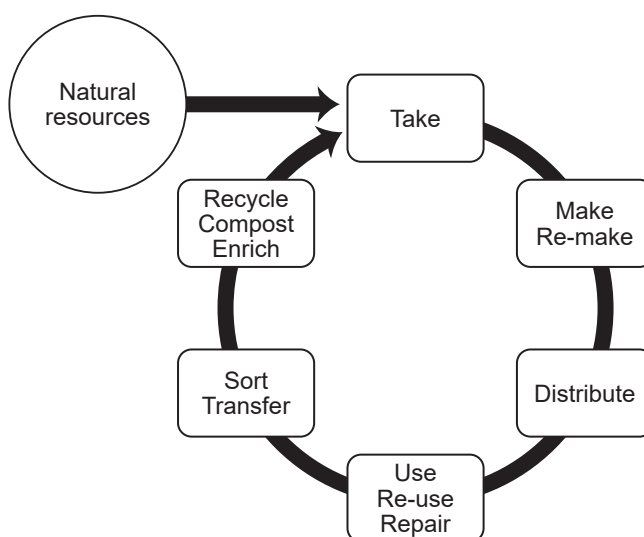 Natural
resources
Take
Make
Re-make
Distribute
Use
Re-use
Repair
Sort
Transfer
Recycle
Compost
Enrich